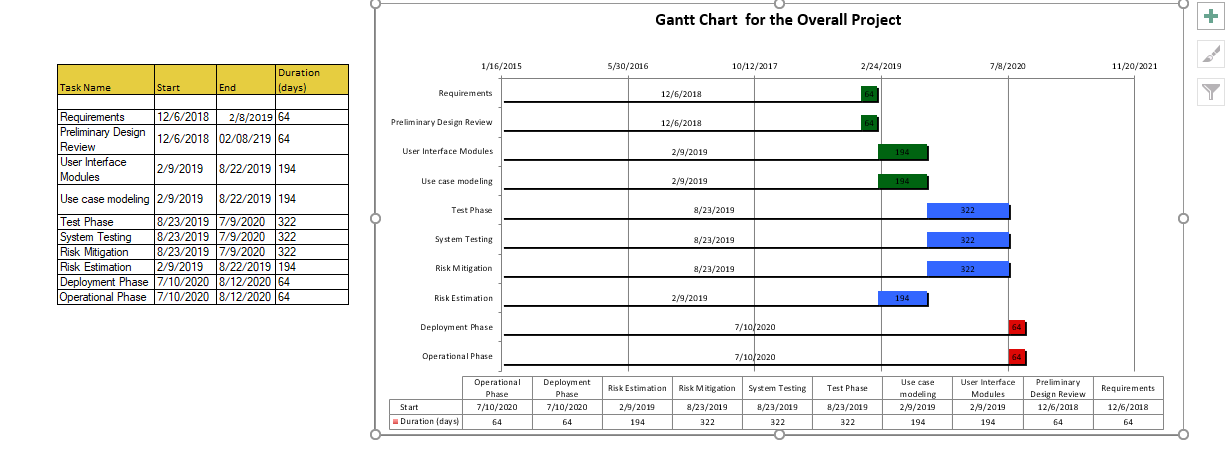 Gantt Chart for the Overall Project
Task Name Start End Duration (days)
Requirements 12/6/2018 2/8/2019 64
Preliminary Design Review 12/6/2018 02/08/219 64
User Interface Modules 2/9/2019 8/22/2019 194
Use case modeling 2/9/2019 8/22/2019 194
Test Phase 8/23/2019 7/9/2020 322
System Testing 8/23/2019 7/9/2020 322
Risk Mitigation 8/23/2019 7/9/2020 322
Risk Estimation 2/9/2019 8/22/2019 194
Deployment Phase 7/10/2020 8/12/2020 64
Operational Phase 7/10/2020 8/12/2020 64
1/16/2015 5/30/2016 10/12/2017 2/24/2019 7/8/2020 11/20/2021
Requirements 12/6/2018 64
Preliminary Design Review 12/6/2018 64
User Interface Modules 2/9/2019 194
Use case modeling 2/9/2019 194
Test Phase 8/23/2019 322
System Testing 8/23/2019 322
Risk Mitigation 8/23/2019 322
Risk Estimation 2/9/2019 194
Deployment Phase 7/10/2020 64
Operational Phase 7/10/2020 64
Operational Phase Deployment Phase Risk Estimation Risk Mitigation System Testing Test Phase Use case modeling User Interface Modules Preliminary Design Review Requirements
Start 7/10/2020 7/10/2020 2/9/2019 8/23/2019 8/23/2019 8/23/2019 2/9/2019 2/9/2019 12/6/2018 12/6/2018
Duration (days) 64 64 194 322 322 322 194 194 64 64